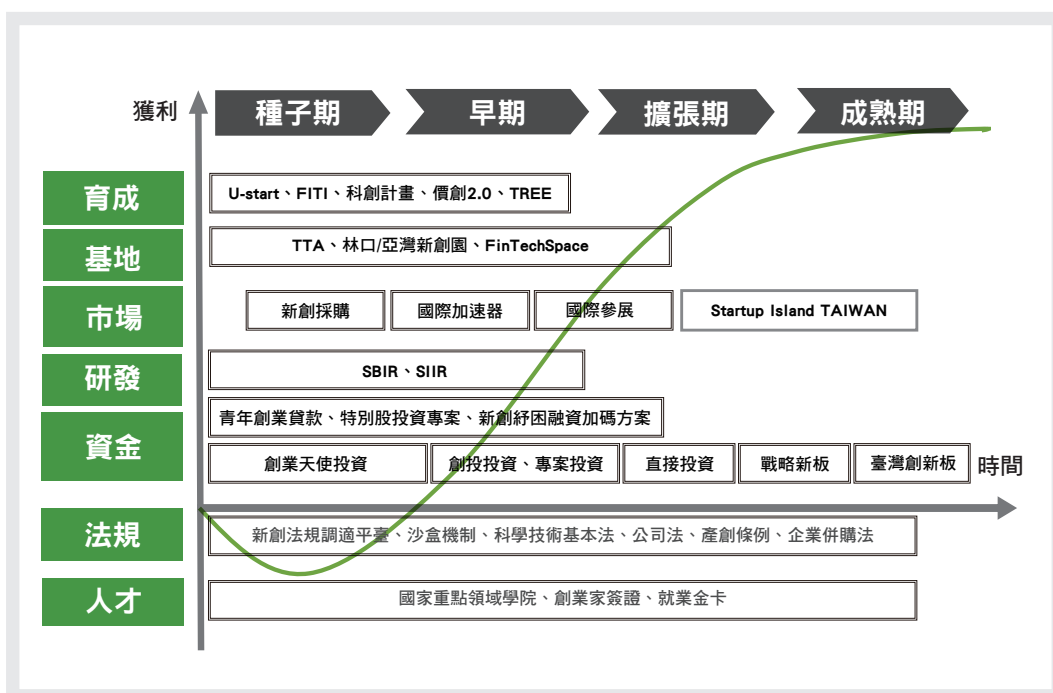 獲利
種子期
早期
擴張期
成熟期
育成
U-start、FITI、科創計畫、價創2.0、TREE
基地
TTA、林口/亞灣新創園、FinTechSpace
市場
新創採購
國際加速器
國際參展
Startup Island TAIWAN
研發
SBIR、SIIR
資金
青年創業貸款、特別股投資專案、新創紓困融資加碼方案
創業天使投資
創投投資、專案投資
直接投資
戰略新板
臺灣創新板
時間
法規
新創法規調適平臺、沙盒機制、科學技術基本法、公司法、產創條例、企業併購法
人才
國家重點領域學院、創業家簽證、就業金卡